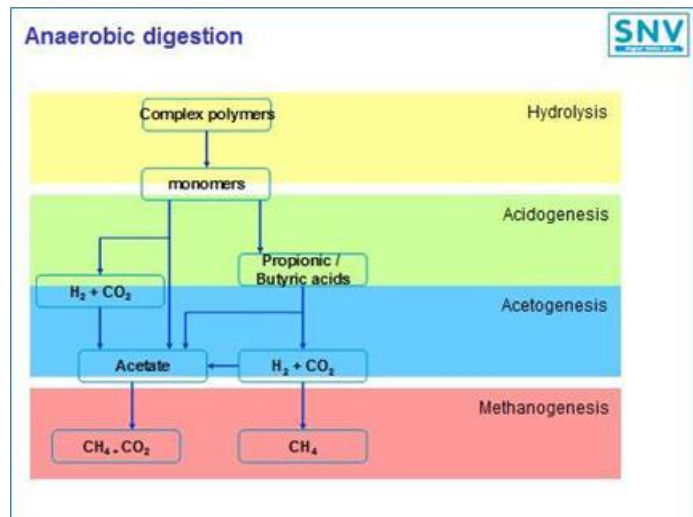 Anaerobic digestion
SNV
Complex polymers
Hydrolysis
monomers
Acidogenesis
Propionic /
Butyric acids
H₂ + CO₂
Acetogenesis
Acetate
H₂ + CO₂
Methanogenesis
CH₄ - CO₂
CH₄